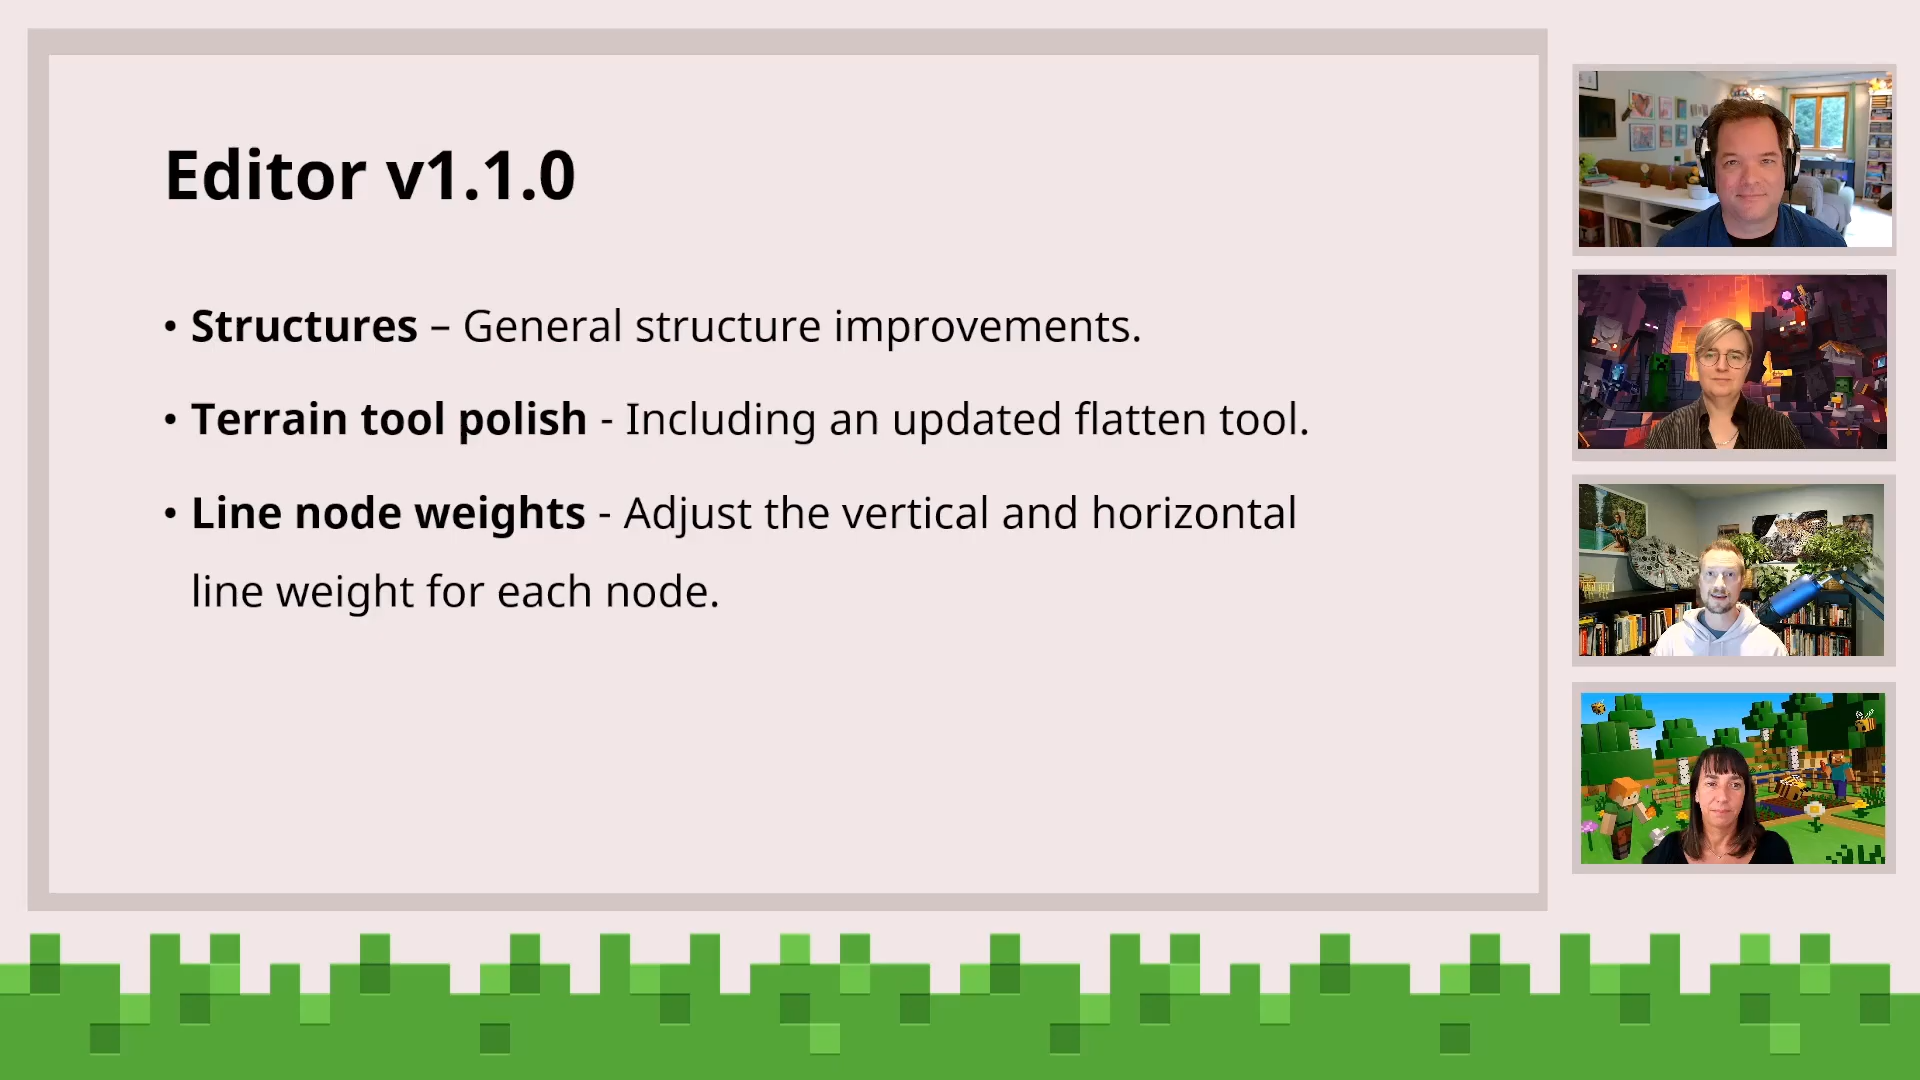 Editor v1.1.0
• Structures – General structure improvements.
• Terrain tool polish - Including an updated flatten tool.
• Line node weights - Adjust the vertical and horizontal
line weight for each node.